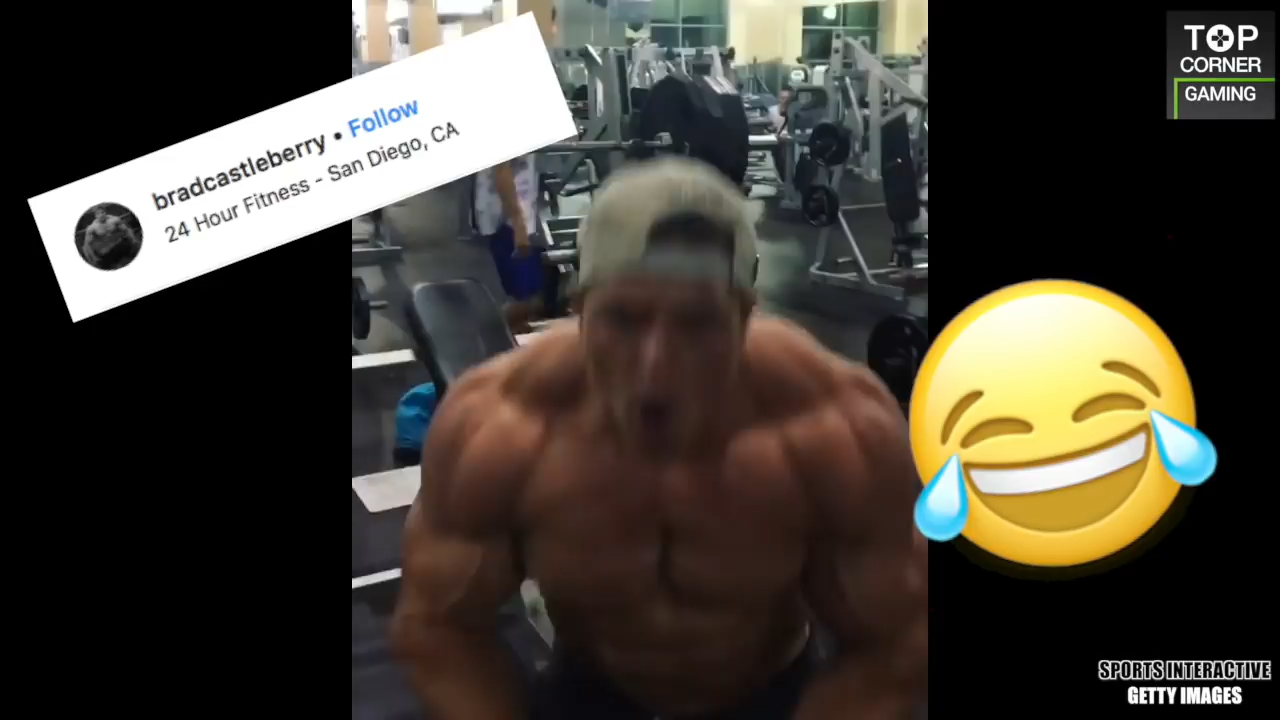 bradcastleberry • Follow
24 Hour Fitness - San Diego, CA
TOP
CORNER
GAMING
SPORTS INTERACTIVE
GETTY IMAGES